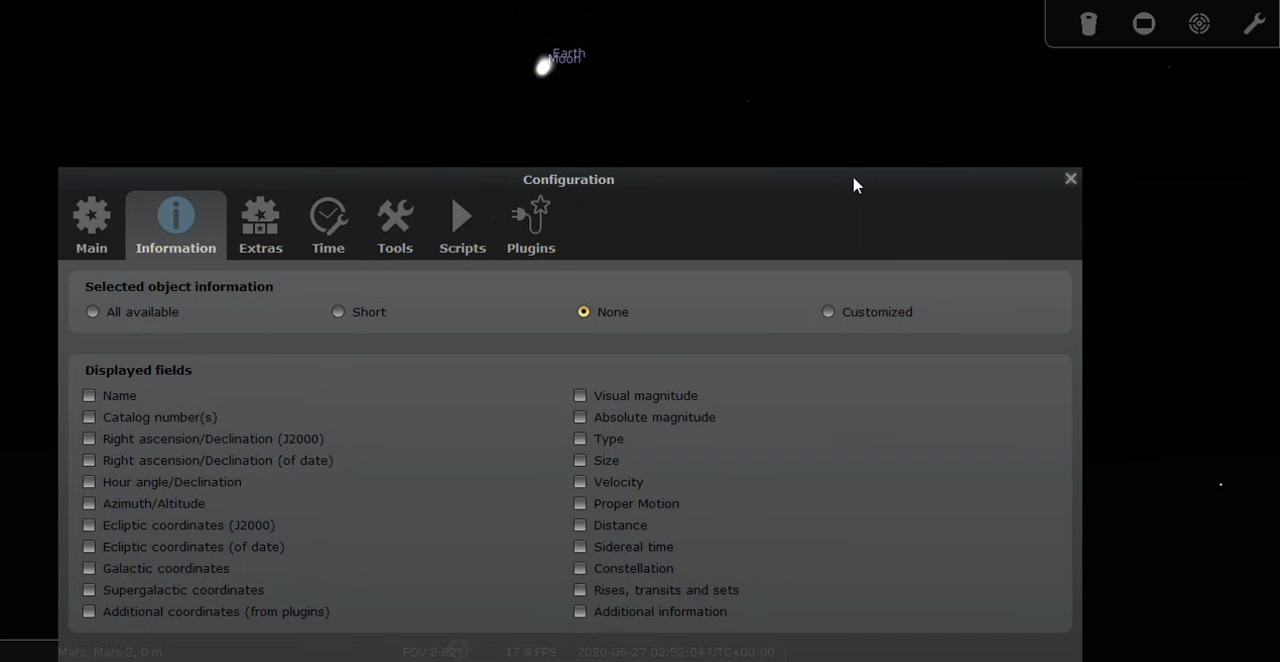 Earth
Moon
Configuration
Main Information Extras Time Tools Scripts Plugins
Selected object information
All available Short None Customized
Displayed fields
Name
Catalog number(s)
Right ascension/Declination (J2000)
Right ascension/Declination (of date)
Hour angle/Declination
Azimuth/Altitude
Ecliptic coordinates (J2000)
Ecliptic coordinates (of date)
Galactic coordinates
Supergalactic coordinates
Additional coordinates (from plugins)
Visual magnitude
Absolute magnitude
Type
Size
Velocity
Proper Motion
Distance
Sidereal time
Constellation
Rises, transits and sets
Additional information
Mars, Mars 2, 0 m FOV 2.82° 17.9 FPS 2020-06-27 02:52:04 UTC+00:00